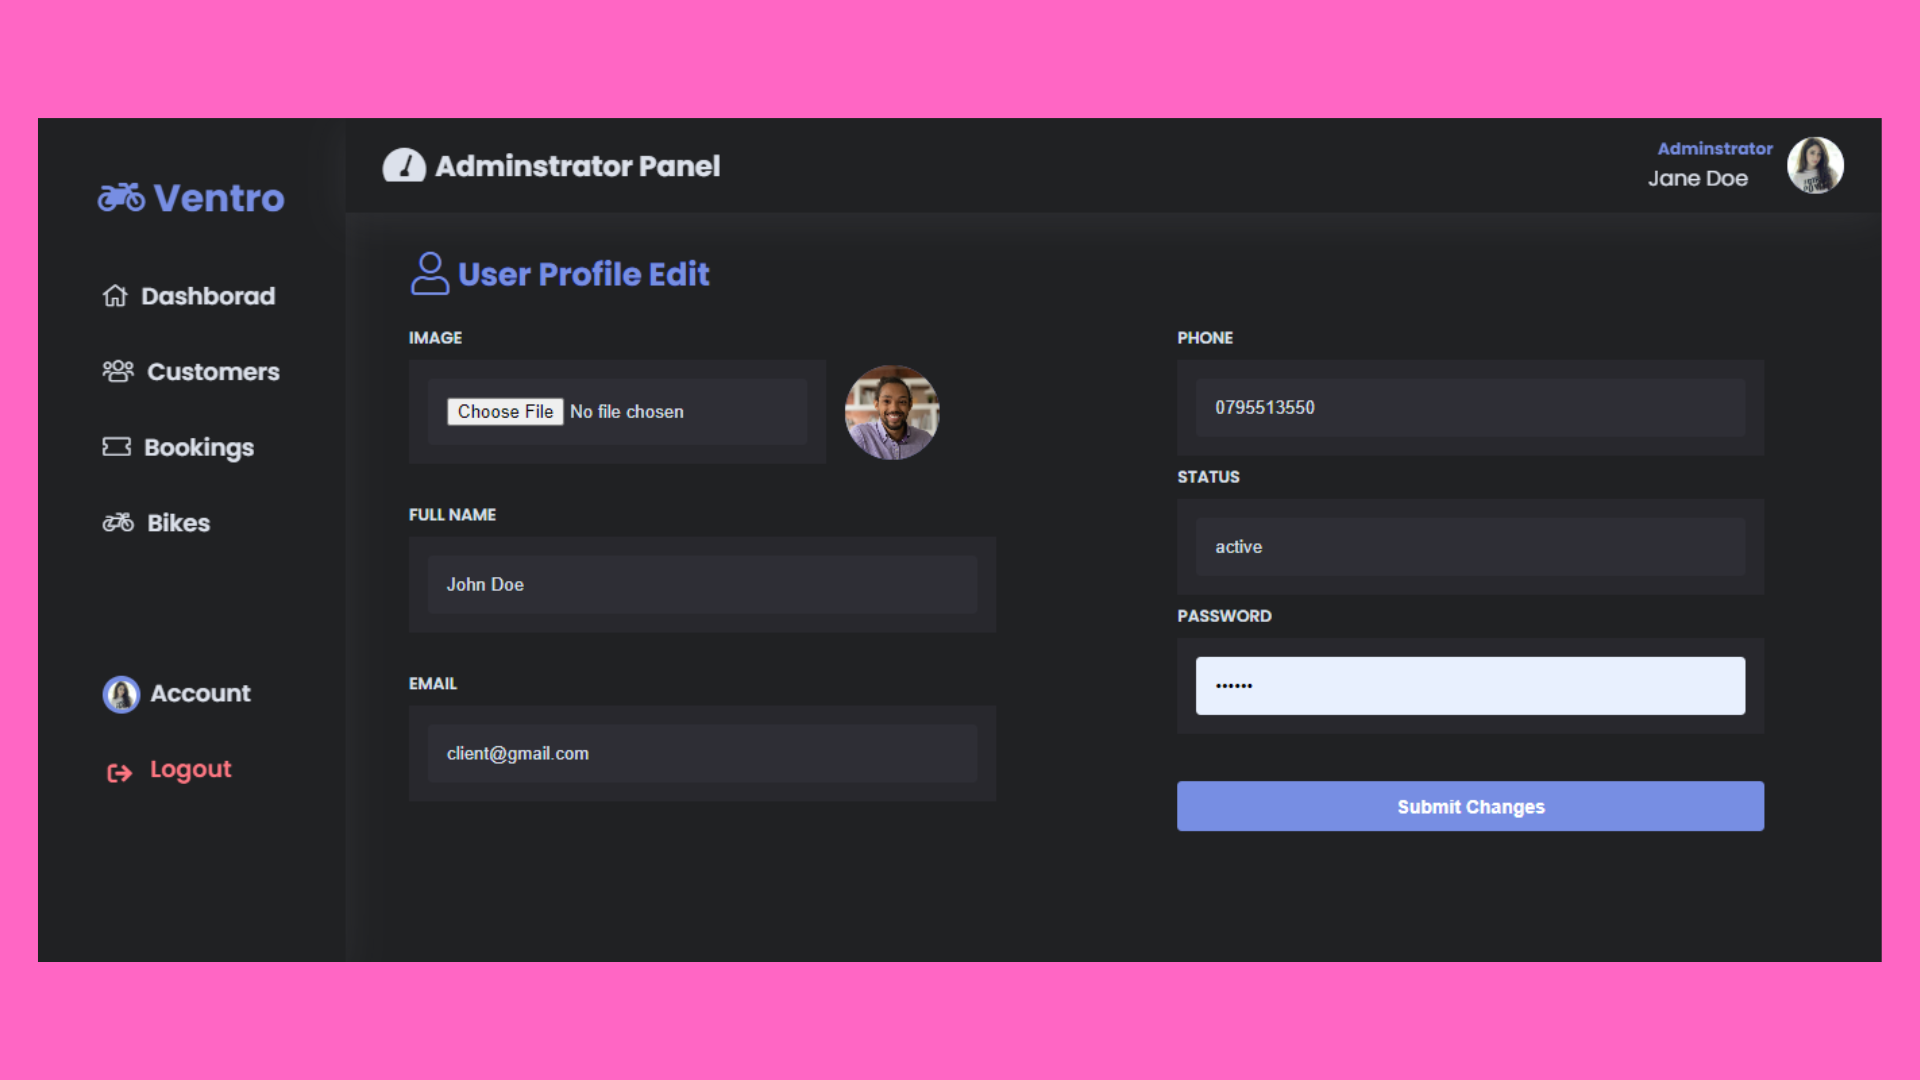 Ventro
Dashborad
Customers
Bookings
Bikes
Account
Logout
Adminstrator Panel
Adminstrator
Jane Doe
User Profile Edit
IMAGE
Choose File No file chosen
FULL NAME
John Doe
EMAIL
client@gmail.com
PHONE
0795513550
STATUS
active
PASSWORD
••••••
Submit Changes